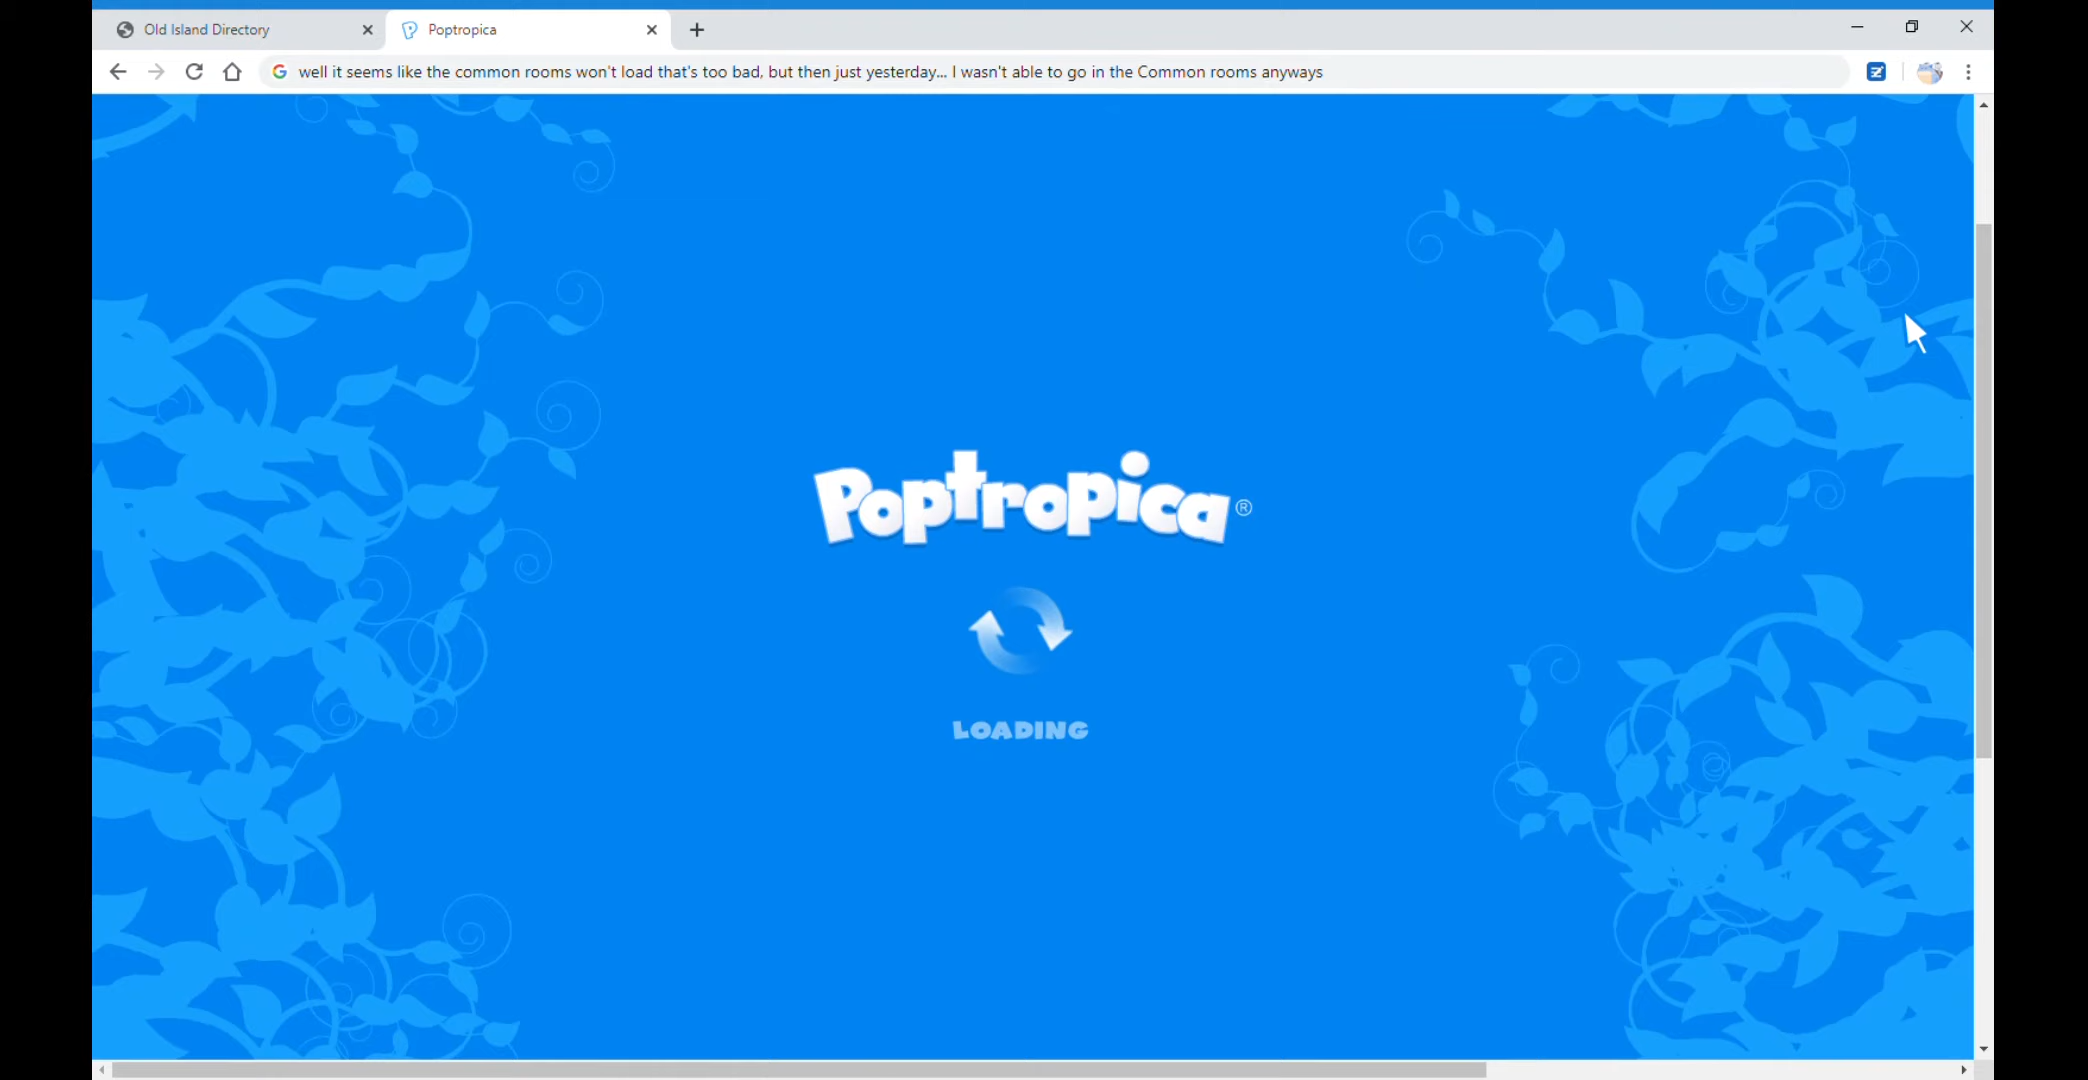 Old Island Directory
Poptropica
well it seems like the common rooms won't load that's too bad, but then just yesterday... I wasn't able to go in the Common rooms anyways
Poptropica®
LOADING